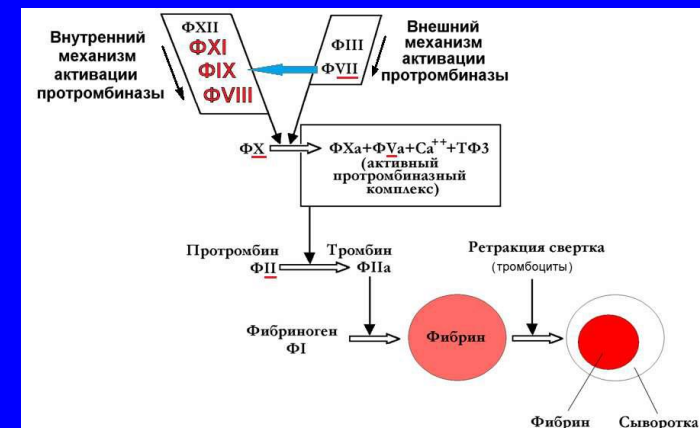 Внутренний
механизм
активации
протромбиназы
ФXII
ФXI
ФIX
ФVIII
ФIII
ФVII
Внешний
механизм
активации
протромбиназы
ФX
ФXa+ФVa+Ca⁺⁺+ТФ3
(активный
протромбиназный
комплекс)
Протромбин
ФII
Тромбин
ФIIa
Ретракция свертка
(тромбоциты)
Фибриноген
ФI
Фибрин
Фибрин
Сыворотка